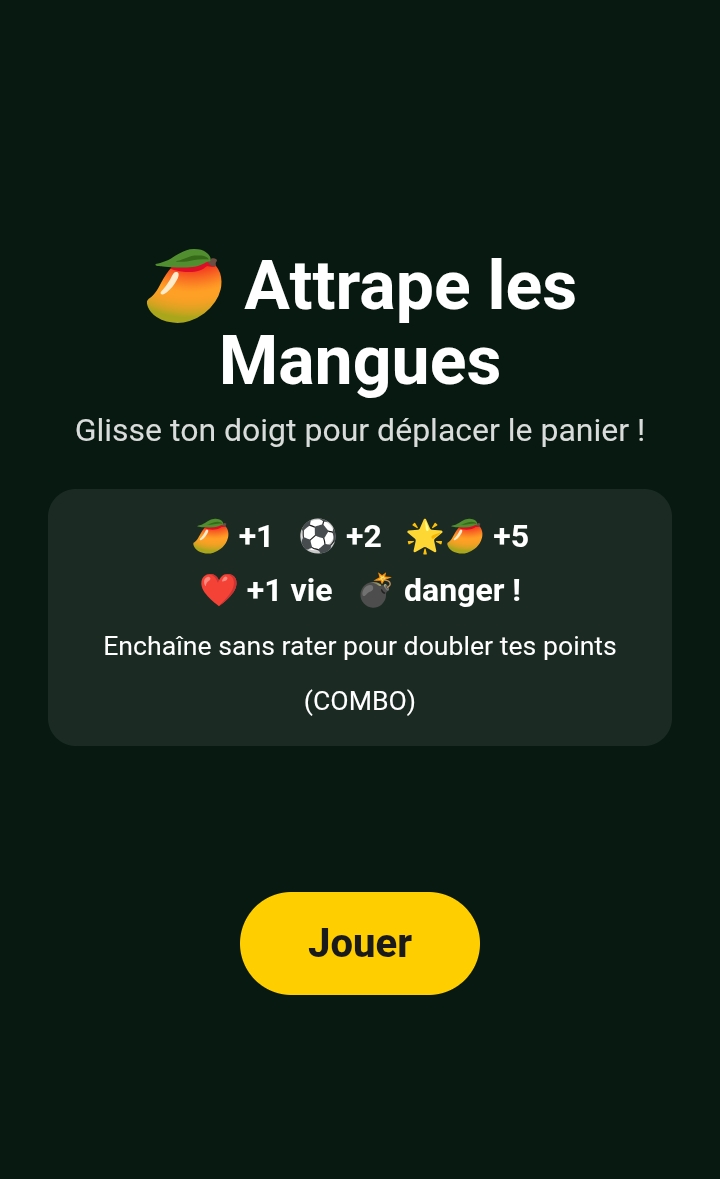 🥭 Attrape les
Mangues
Glisse ton doigt pour déplacer le panier !
🥭 +1 ⚽ +2 🌟🥭 +5
❤️ +1 vie 💣 danger !
Enchaîne sans rater pour doubler tes points
(COMBO)
Jouer